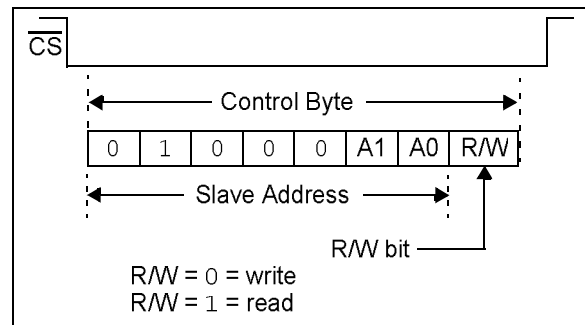 CS
Control Byte
0 1 0 0 0 A1 A0 R/W
Slave Address
R/W bit
R/W = 0 = write
R/W = 1 = read